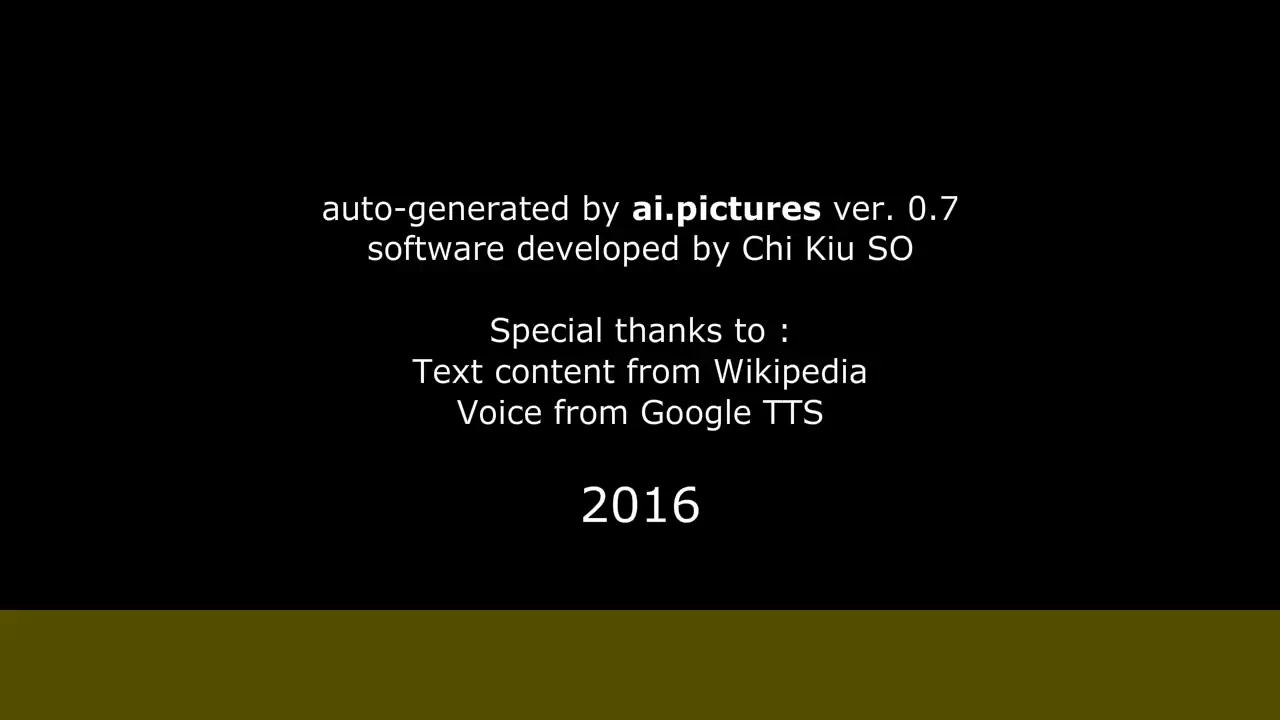 auto-generated by ai.pictures ver. 0.7
software developed by Chi Kiu SO
Special thanks to :
Text content from Wikipedia
Voice from Google TTS
2016